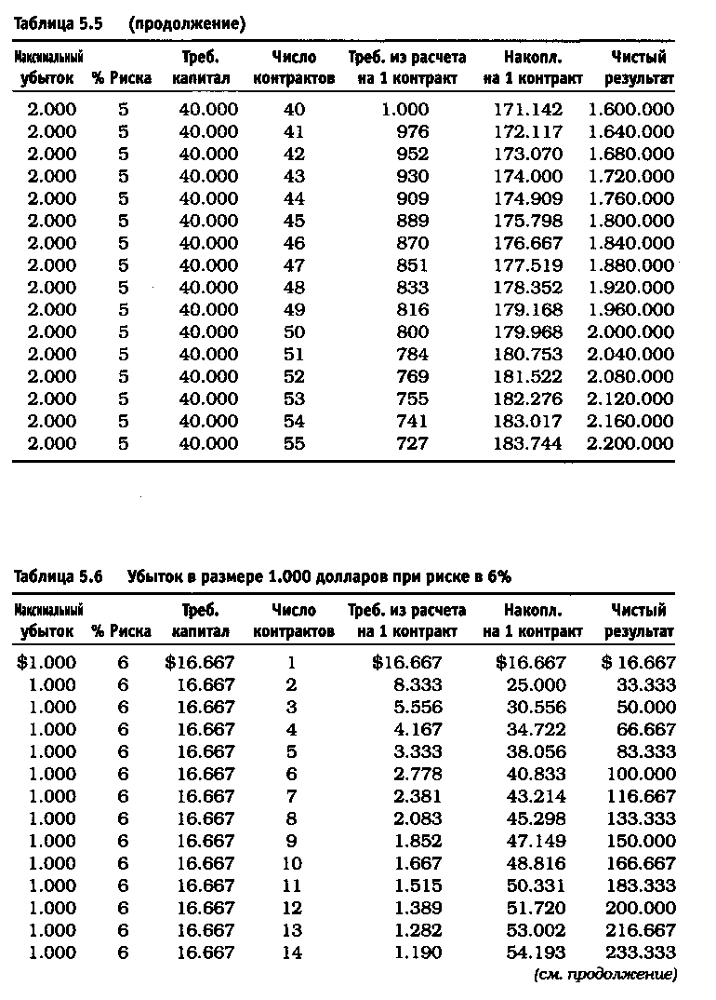 Таблица 5.5 (продолжение)
Максимальный Треб. Число Треб. из расчета Накопл. Чистый
убыток % Риска капитал контрактов на 1 контракт на 1 контракт результат
2.000 5 40.000 40 1.000 171.142 1.600.000
2.000 5 40.000 41 976 172.117 1.640.000
2.000 5 40.000 42 952 173.070 1.680.000
2.000 5 40.000 43 930 174.000 1.720.000
2.000 5 40.000 44 909 174.909 1.760.000
2.000 5 40.000 45 889 175.798 1.800.000
2.000 5 40.000 46 870 176.667 1.840.000
2.000 5 40.000 47 851 177.519 1.880.000
2.000 5 40.000 48 833 178.352 1.920.000
2.000 5 40.000 49 816 179.168 1.960.000
2.000 5 40.000 50 800 179.968 2.000.000
2.000 5 40.000 51 784 180.753 2.040.000
2.000 5 40.000 52 769 181.522 2.080.000
2.000 5 40.000 53 755 182.276 2.120.000
2.000 5 40.000 54 741 183.017 2.160.000
2.000 5 40.000 55 727 183.744 2.200.000
Таблица 5.6 Убыток в размере 1.000 долларов при риске в 6%
Максимальный Треб. Число Треб. из расчета Накопл. Чистый
убыток % Риска капитал контрактов на 1 контракт на 1 контракт результат
$1.000 6 $16.667 1 $16.667 $16.667 $ 16.667
1.000 6 16.667 2 8.333 25.000 33.333
1.000 6 16.667 3 5.556 30.556 50.000
1.000 6 16.667 4 4.167 34.722 66.667
1.000 6 16.667 5 3.333 38.056 83.333
1.000 6 16.667 6 2.778 40.833 100.000
1.000 6 16.667 7 2.381 43.214 116.667
1.000 6 16.667 8 2.083 45.298 133.333
1.000 6 16.667 9 1.852 47.149 150.000
1.000 6 16.667 10 1.667 48.816 166.667
1.000 6 16.667 11 1.515 50.331 183.333
1.000 6 16.667 12 1.389 51.720 200.000
1.000 6 16.667 13 1.282 53.002 216.667
1.000 6 16.667 14 1.190 54.193 233.333
(см. продолжение)